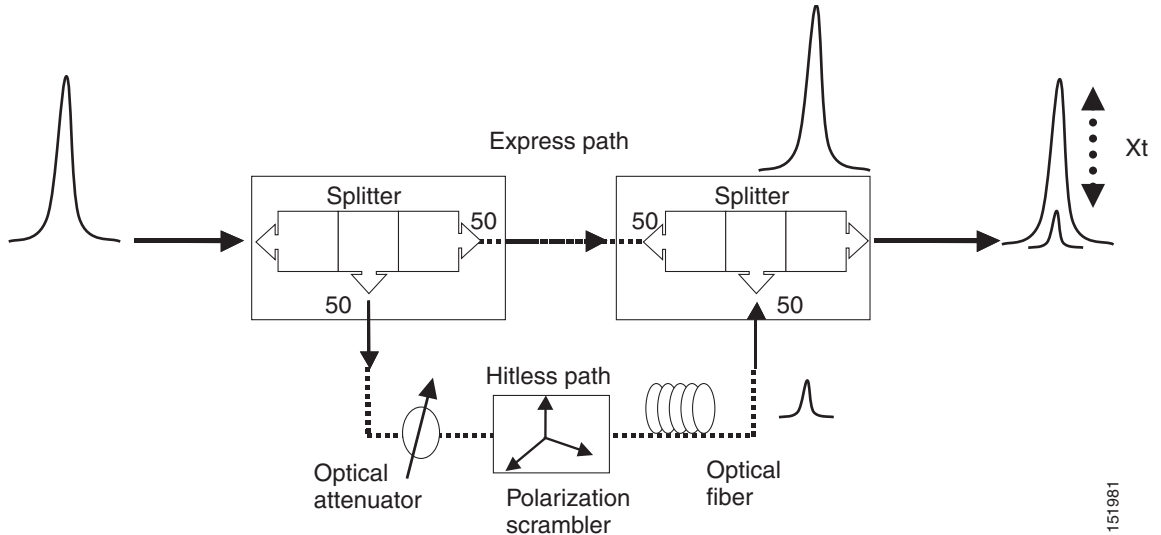 Express path
Xt
Splitter
Splitter
50
50
50
50
Hitless path
Optical
attenuator
Polarization
scrambler
Optical
fiber
151981